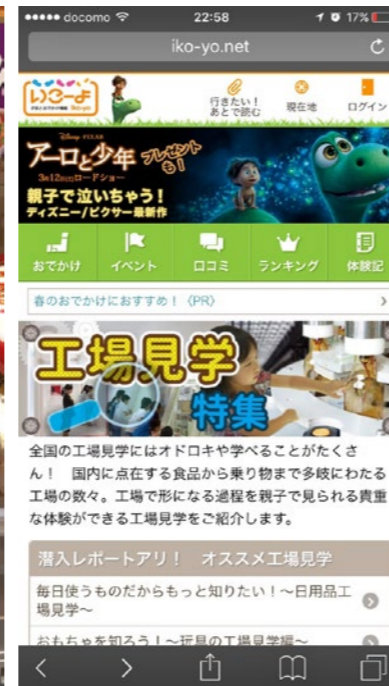 docomo 22:58 17%
iko-yo.net
いこーよ
iko-yo
行きたい！
あとで読む
現在地
ログイン
Disney PIXAR
アーロと少年 プレゼントも！
3月12日(土)ロードショー
親子で泣いちゃう！
ディズニー/ピクサー最新作
おでかけ イベント 口コミ ランキング 体験記
春のおでかけにおすすめ！〈PR〉
工場見学
特集
全国の工場見学にはオドロキや学べることがたくさ
ん！　国内に点在する食品から乗り物まで多岐にわたる
工場の数々。工場で形になる過程を親子で見られる貴重
な体験ができる工場見学をご紹介します。
潜入レポートアリ！　オススメ工場見学
毎日使うものだからもっと知りたい！～日用品工
場見学～
おもちゃを知ろう！～玩具の工場見学編～